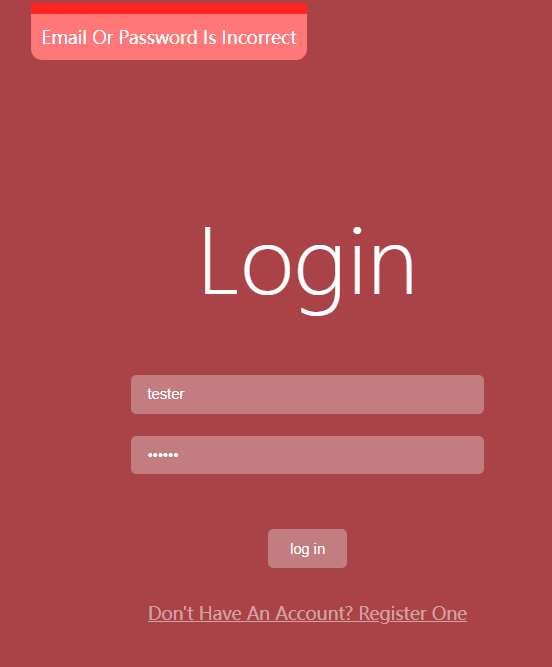 Email Or Password Is Incorrect
Login
tester
••••••
log in
Don't Have An Account? Register One